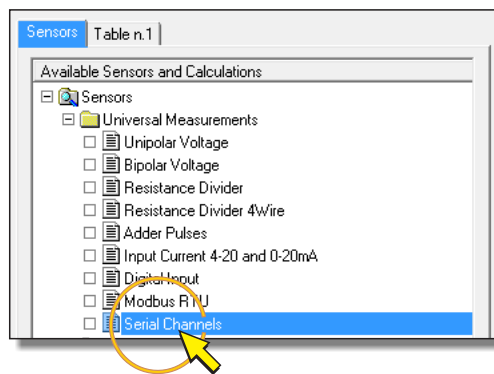 Sensors Table n.1
Available Sensors and Calculations
Sensors
Universal Measurements
Unipolar Voltage
Bipolar Voltage
Resistance Divider
Resistance Divider 4Wire
Adder Pulses
Input Current 4-20 and 0-20mA
Digital Input
Modbus RTU
Serial Channels